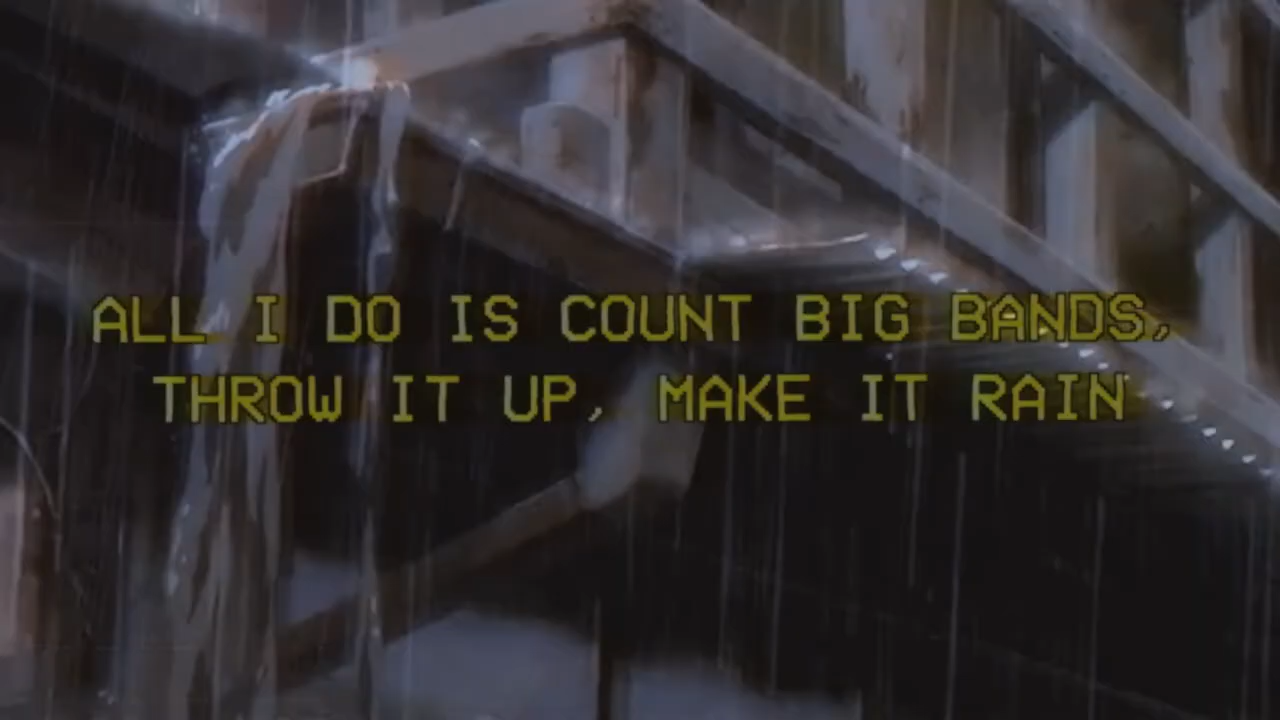 ALL I DO IS COUNT BIG BANDS,
THROW IT UP, MAKE IT RAIN